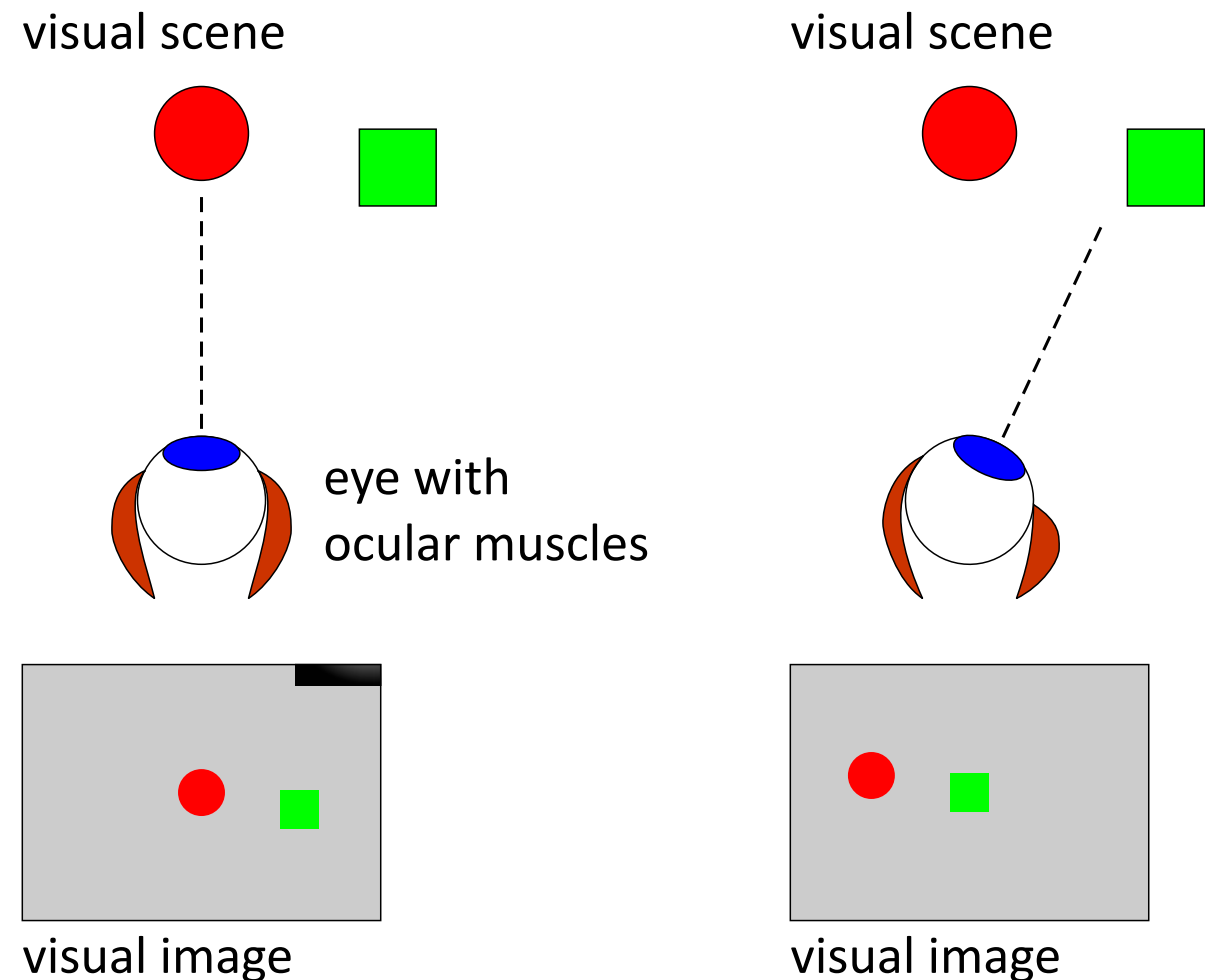 visual scene
visual scene
eye with
ocular muscles
visual image
visual image